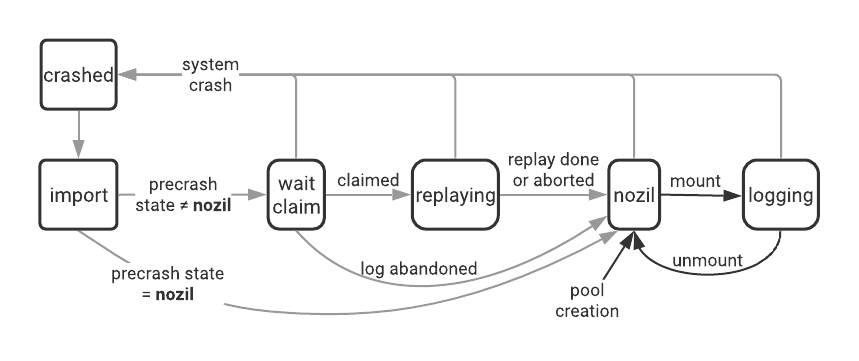 system
crash
crashed
import
precrash
state ≠ nozil
wait
claim
claimed
replaying
replay done
or aborted
nozil
mount
logging
precrash state
= nozil
log abandoned
unmount
pool
creation